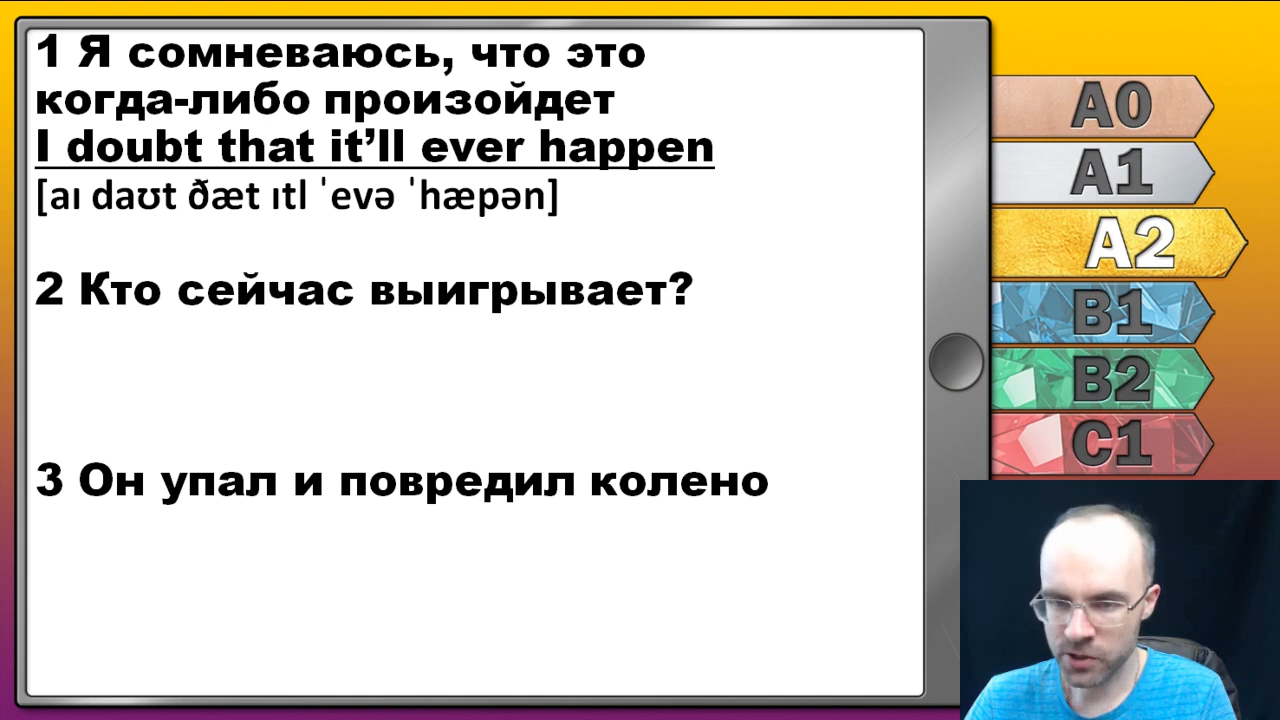 1 Я сомневаюсь, что это
когда-либо произойдет
I doubt that it’ll ever happen
[aɪ daʊt ðæt ɪtl ˈevə ˈhæpən]
2 Кто сейчас выигрывает?
3 Он упал и повредил колено
A0
A1
A2
B1
B2
C1